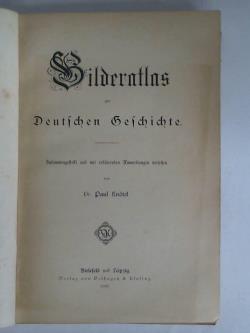 Bilderatlas
zur
Deutschen Geschichte.
Zusammengestellt und mit erläuternden Anmerkungen versehen
von
Dr. Paul Knötel
Bielefeld und Leipzig
Verlag von Velhagen & Klasing